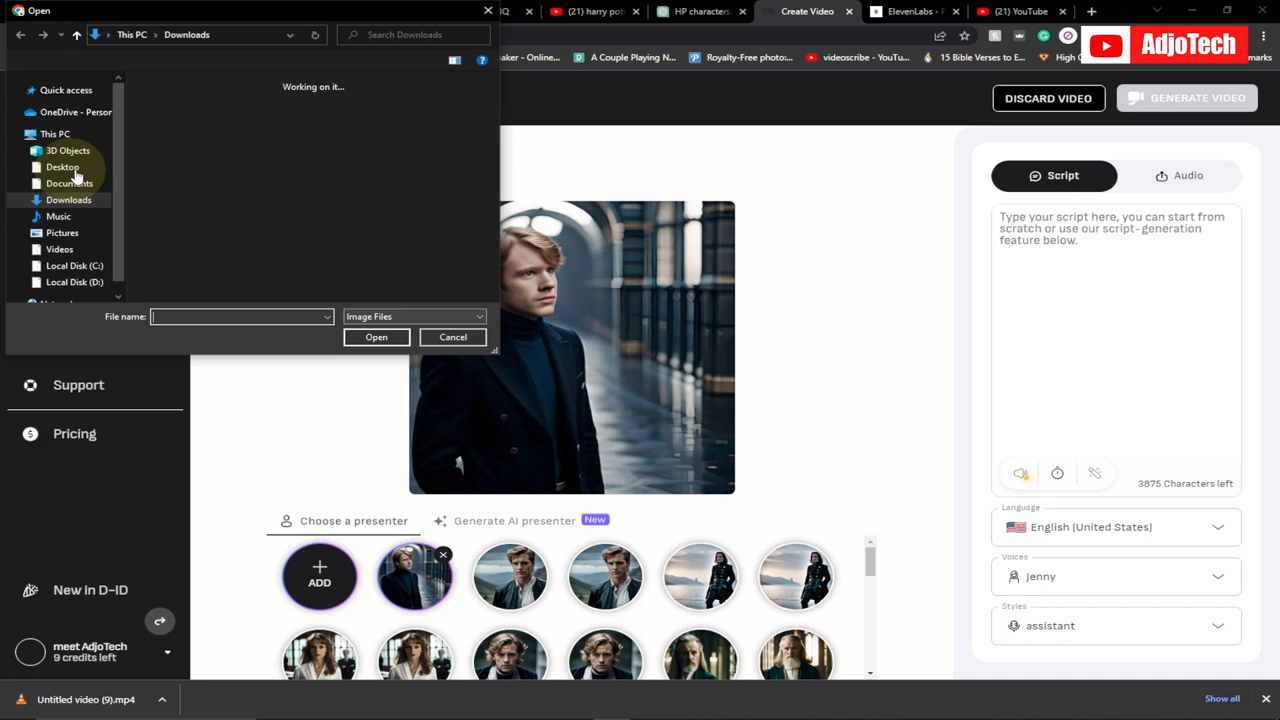 Open
Q
(21) harry pot
HP characters:
Create Video
ElevenLabs - F
(21) YouTube
This PC
Downloads
Search Downloads
AdjoTech
aker - Online...
A Couple Playing N...
Royalty-Free photo:...
videoscribe - YouTu...
15 Bible Verses to E...
High
marks
Working on it...
Quick access
OneDrive - Person
This PC
3D Objects
Desktop
Documents
Downloads
Music
Pictures
Videos
Local Disk (C:)
Local Disk (D:)
File name:
Image Files
Open
Cancel
DISCARD VIDEO
GENERATE VIDEO
Script
Audio
Type your script here, you can start from
scratch or use our script-generation
feature below.
3875 Characters left
Language
English (United States)
Voices
Jenny
Styles
assistant
Support
Pricing
Choose a presenter
Generate AI presenter
New
ADD
New in D-ID
meet AdjoTech
9 credits left
Untitled video (9).mp4
Show all